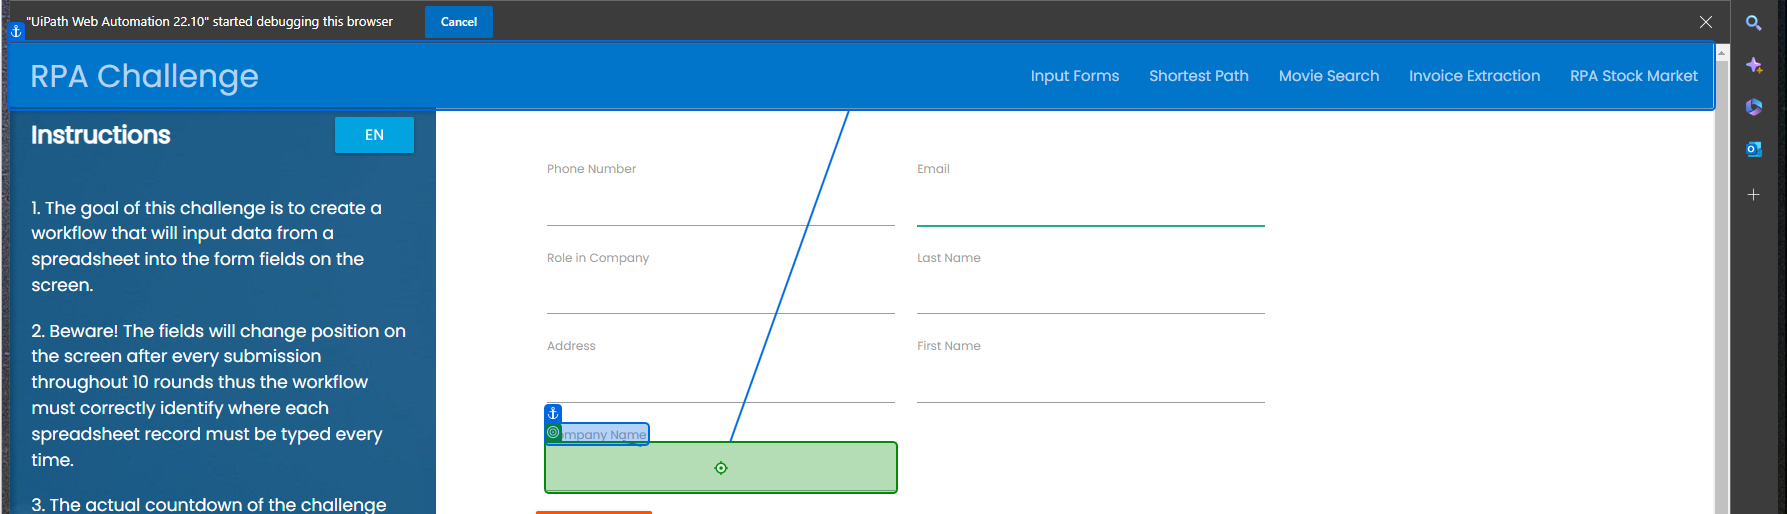 "UiPath Web Automation 22.10" started debugging this browser
Cancel
RPA Challenge
Input Forms
Shortest Path
Movie Search
Invoice Extraction
RPA Stock Market
Instructions
EN
1. The goal of this challenge is to create a
workflow that will input data from a
spreadsheet into the form fields on the
screen.
2. Beware! The fields will change position on
the screen after every submission
throughout 10 rounds thus the workflow
must correctly identify where each
spreadsheet record must be typed every
time.
3. The actual countdown of the challenge
Phone Number
Email
Role in Company
Last Name
Address
First Name
Company Name